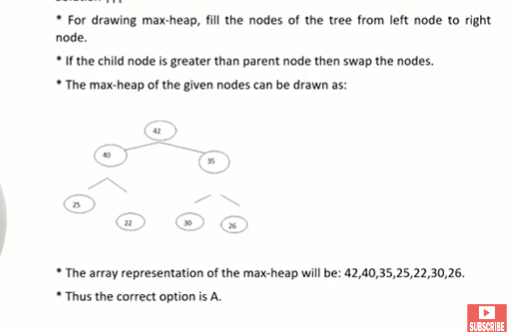 * For drawing max-heap, fill the nodes of the tree from left node to right
node.
* If the child node is greater than parent node then swap the nodes.
* The max-heap of the given nodes can be drawn as:
42
40
35
25
22
30
26
* The array representation of the max-heap will be: 42,40,35,25,22,30,26.
* Thus the correct option is A.
SUBSCRIBE